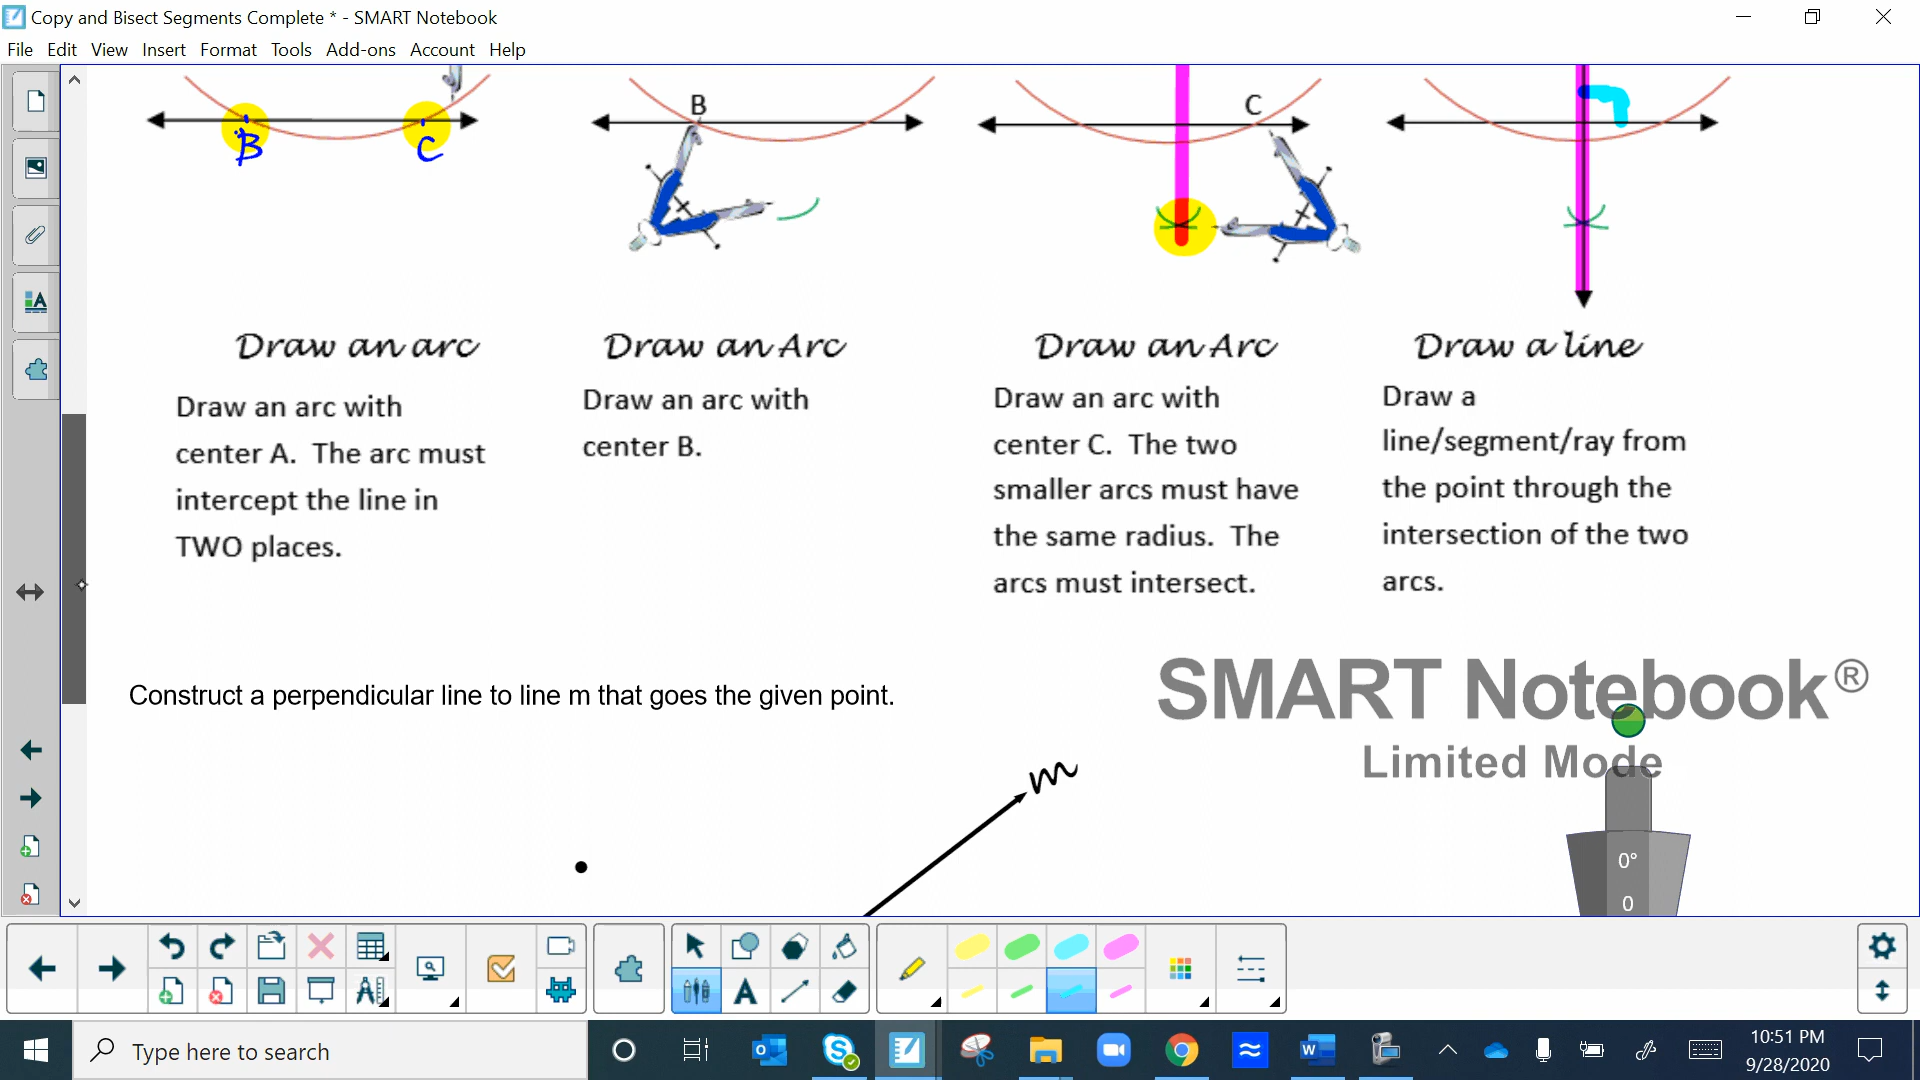 Copy and Bisect Segments Complete * - SMART Notebook
File Edit View Insert Format Tools Add-ons Account Help
B C
B
C
Draw an arc
Draw an arc with
center A. The arc must
intercept the line in
TWO places.
Draw an Arc
Draw an arc with
center B.
Draw an Arc
Draw an arc with
center C. The two
smaller arcs must have
the same radius. The
arcs must intersect.
Draw a line
Draw a
line/segment/ray from
the point through the
intersection of the two
arcs.
Construct a perpendicular line to line m that goes the given point.
SMART Notebook®
Limited Mode
m
0°
0
Type here to search
10:51 PM
9/28/2020